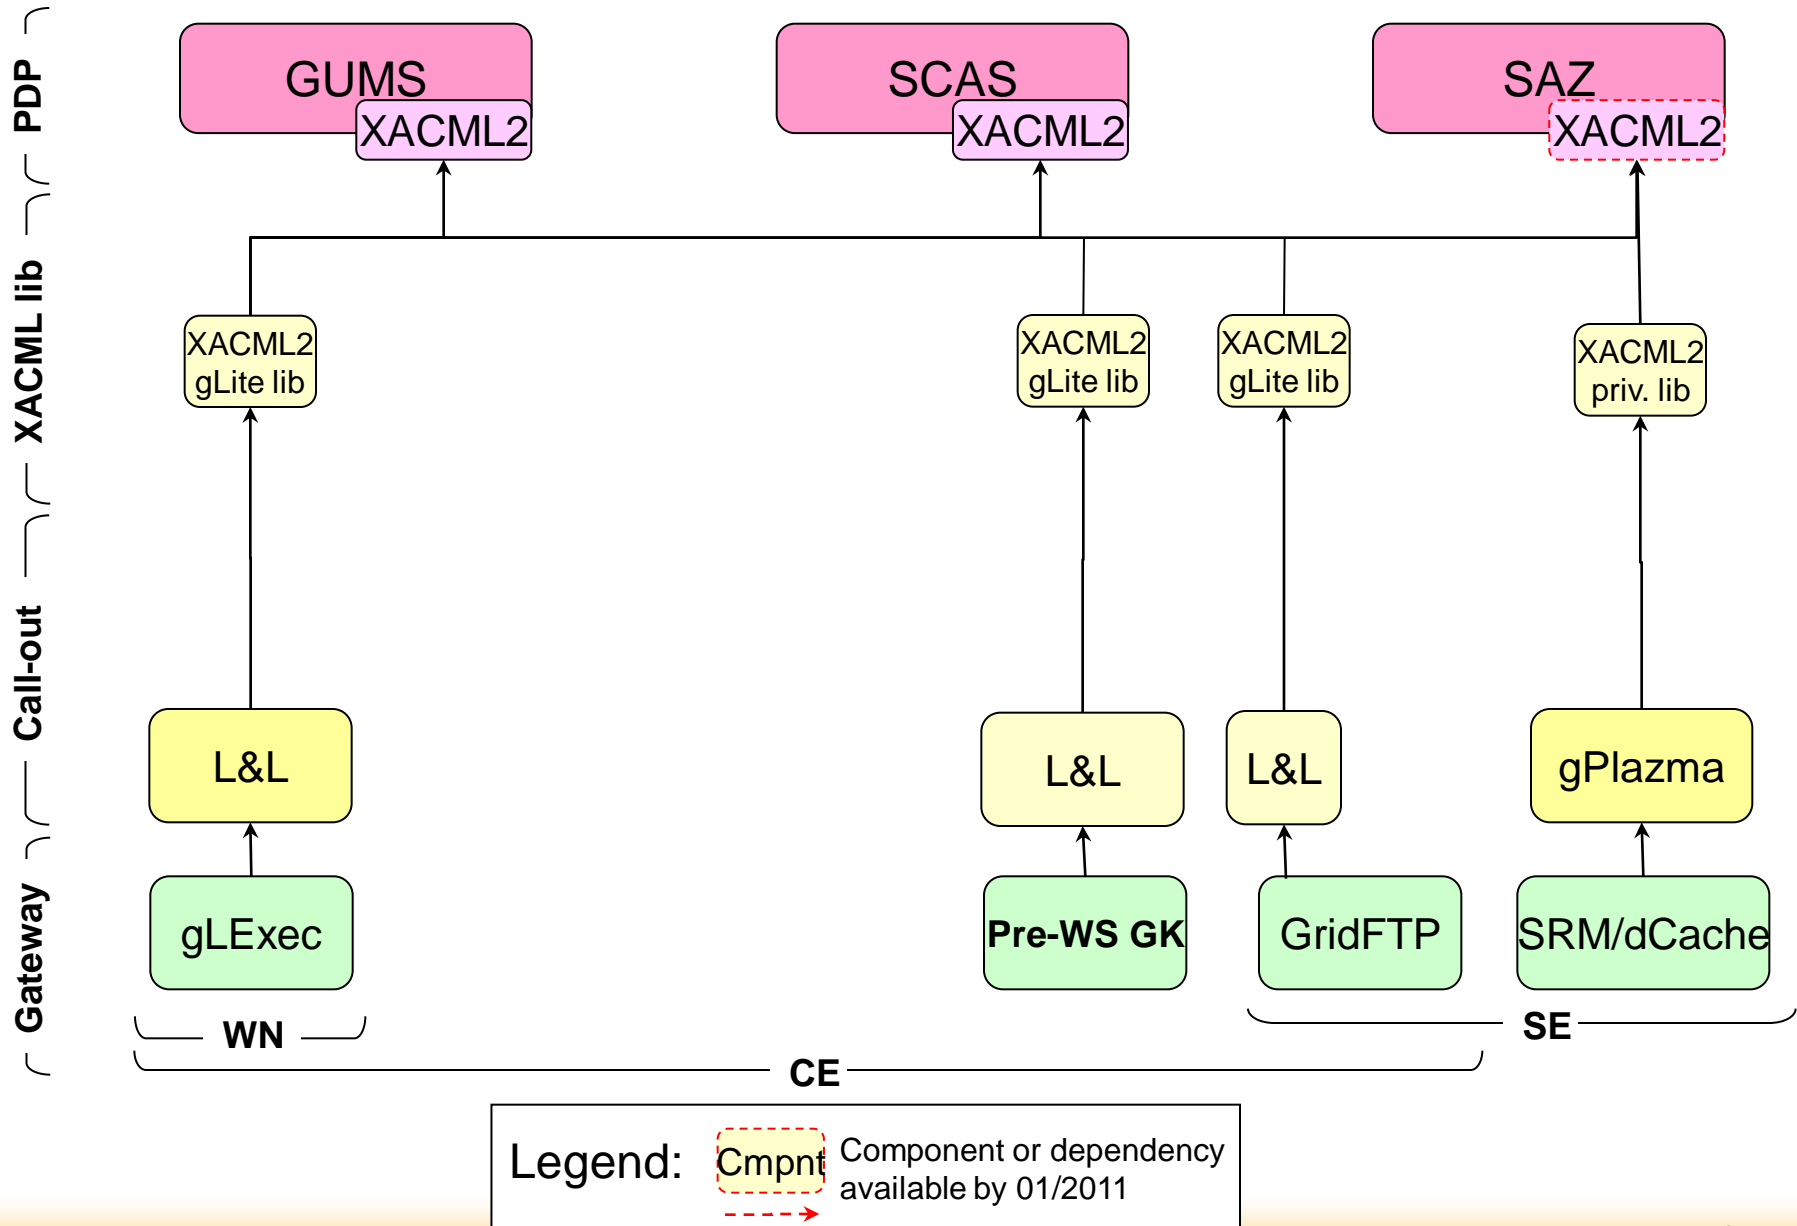 PDP
GUMS
XACML2
SCAS
XACML2
SAZ
XACML2
XACML lib
XACML2
gLite lib
XACML2
gLite lib
XACML2
gLite lib
XACML2
priv. lib
Call-out
L&L
L&L
L&L
gPlazma
Gateway
gLExec
Pre-WS GK
GridFTP
SRM/dCache
WN
SE
CE
Legend:
Cmpnt
Component or dependency
available by 01/2011